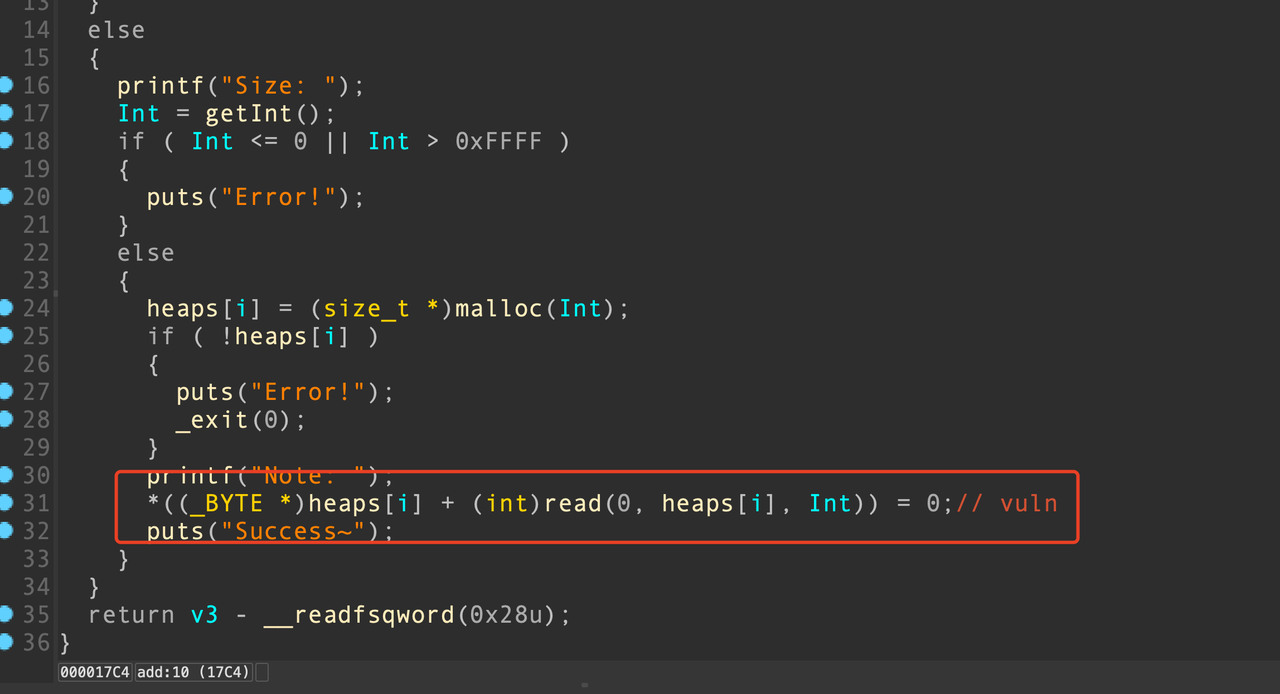 13 }
14 else
15 {
16 printf("Size: ");
17 Int = getInt();
18 if ( Int <= 0 || Int > 0xFFFF )
19 {
20 puts("Error!");
21 }
22 else
23 {
24 heaps[i] = (size_t *)malloc(Int);
25 if ( !heaps[i] )
26 {
27 puts("Error!");
28 _exit(0);
29 }
30 printf("Note: ");
31 *((_BYTE *)heaps[i] + (int)read(0, heaps[i], Int)) = 0;// vuln
32 puts("Success~");
33 }
34 }
35 return v3 - __readfsqword(0x28u);
36 }
000017C4 add:10 (17C4)